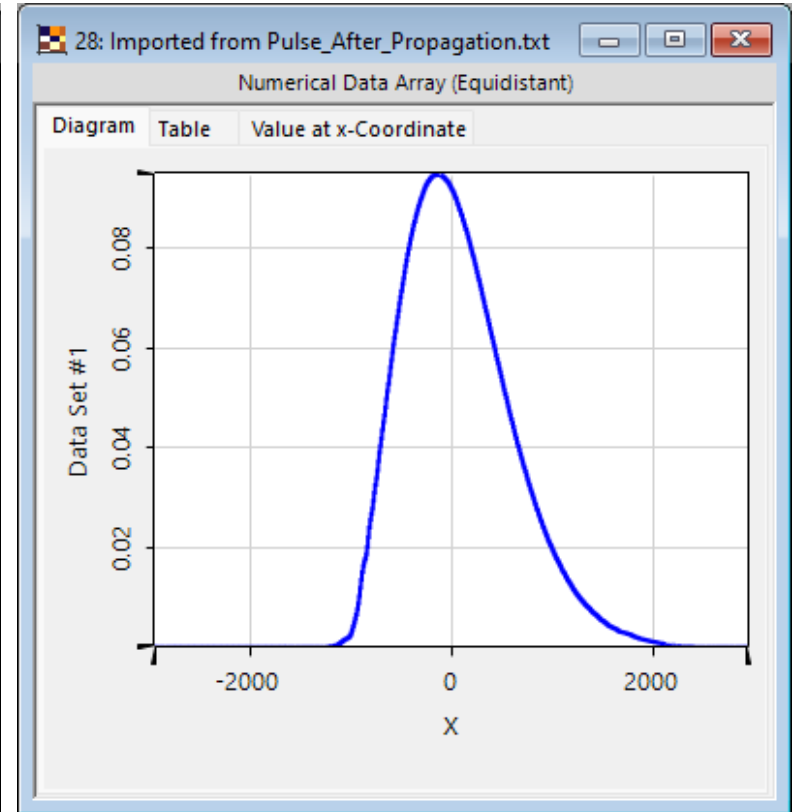 28: Imported from Pulse_After_Propagation.txt
Numerical Data Array (Equidistant)
Diagram Table Value at x-Coordinate
0.08
0.06
0.04
0.02
Data Set #1
-2000 0 2000
X